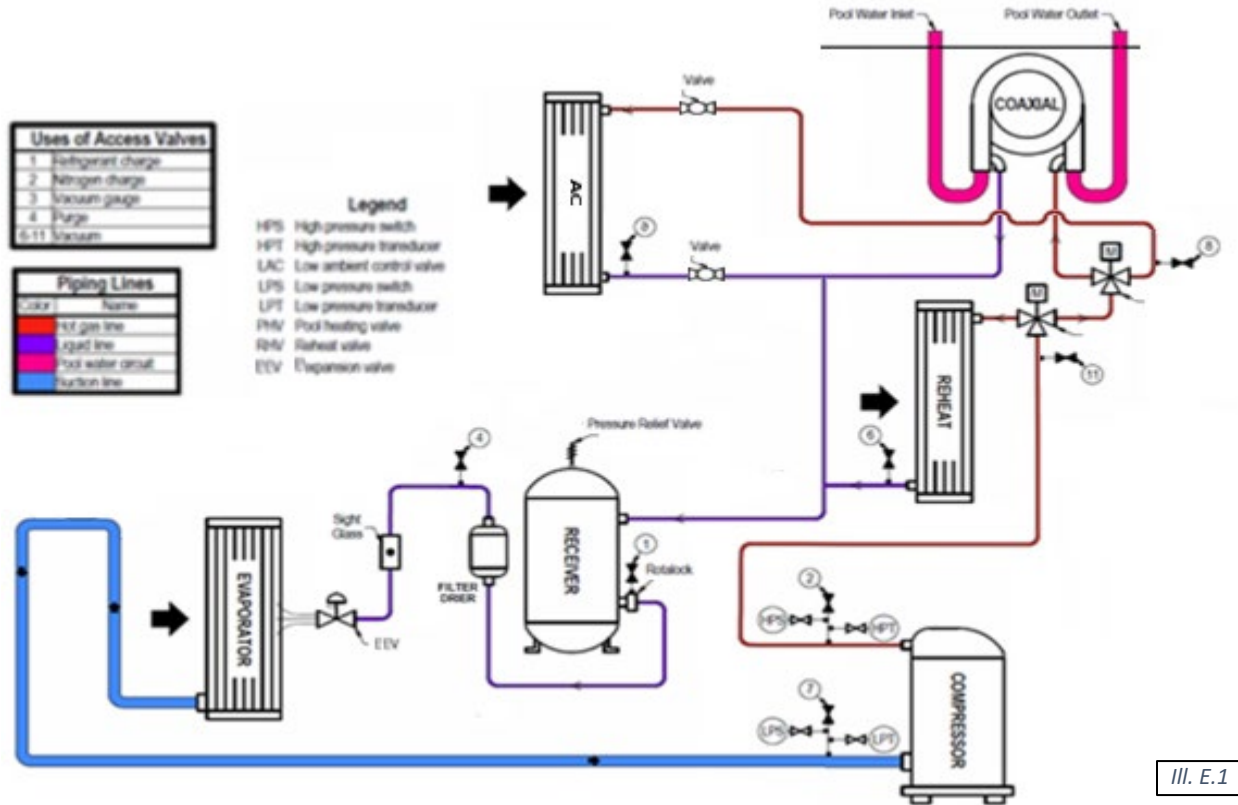 Pool Water Inlet
Pool Water Outlet
Valve
COAXIAL
AC
Uses of Access Valves
1 Refrigerant charge
2 Nitrogen charge
3 Vacuum gauge
4 Purge
6-11 Vacuum
Legend
HPS High pressure switch
HPT High pressure transducer
LAC Low ambient control valve
LPS Low pressure switch
LPT Low pressure transducer
PHV Pool heating valve
RHV Reheat valve
EEV Expansion valve
Piping Lines
Color Name
Hot gas line
Liquid line
Pool water circuit
Suction line
Valve
M
8
M
11
REHEAT
6
Pressure Relief Valve
4
Sight
Glass
RECEIVER
1
Rotalock
FILTER
DRIER
EVAPORATOR
EEV
2
HPS
HPT
7
LPS
LPT
COMPRESSOR
Ill. E.1